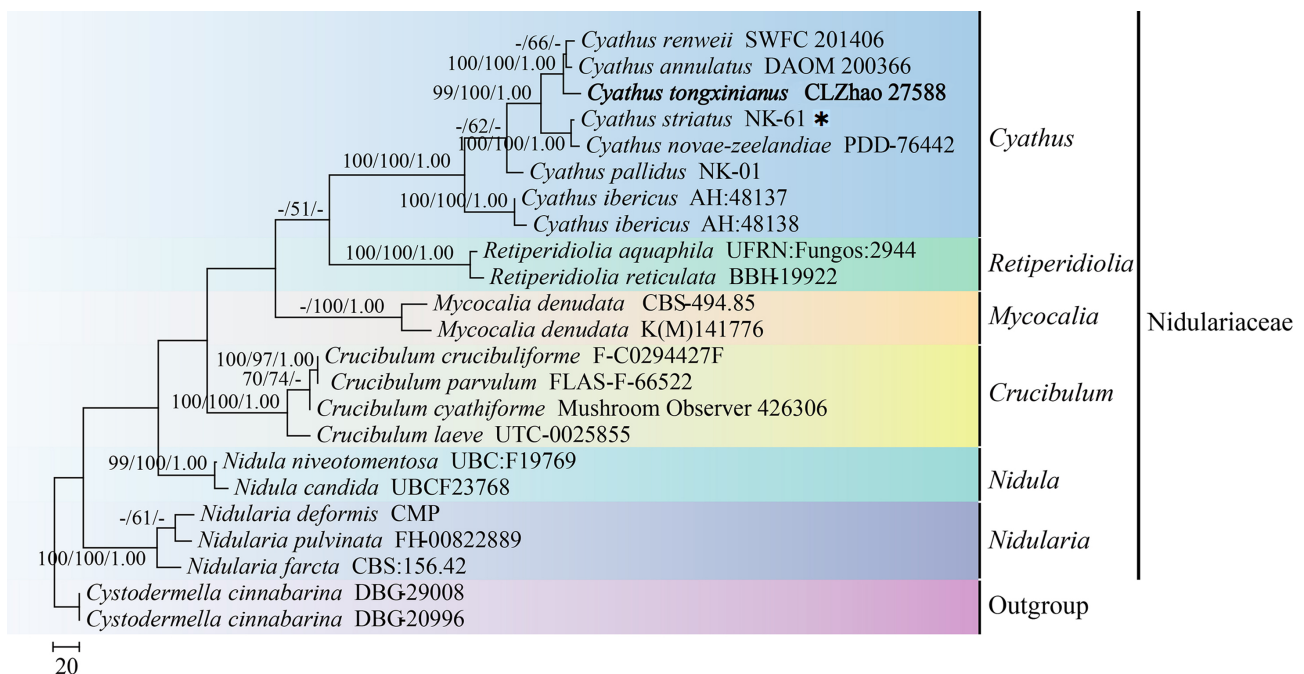 -/66/-
Cyathus renweii SWFC 201406
100/100/1.00
Cyathus annulatus DAOM 200366
99/100/1.00
Cyathus tongxinianus CLZhao 27588
Cyathus striatus NK-61 *
-/62/-
100/100/1.00
Cyathus novae-zeelandiae PDD-76442
Cyathus
100/100/1.00
Cyathus pallidus NK-01
100/100/1.00
Cyathus ibericus AH:48137
-/51/-
Cyathus ibericus AH:48138
100/100/1.00
Retiperidiolia aquaphila UFRN:Fungos:2944
Retiperidiolia
Retiperidiolia reticulata BBH-19922
-/100/1.00
Mycocalia denudata CBS-494.85
Mycocalia
Mycocalia denudata K(M)141776
Nidulariaceae
100/97/1.00
Crucibulum crucibuliforme F-C0294427F
70/74/-
Crucibulum parvulum FLAS-F-66522
Crucibulum
100/100/1.00
Crucibulum cyathiforme Mushroom Observer 426306
Crucibulum laeve UTC-0025855
99/100/1.00
Nidula niveotomentosa UBC:F19769
Nidula
Nidula candida UBCF23768
-/61/-
Nidularia deformis CMP
Nidularia pulvinata FH-00822889
Nidularia
100/100/1.00
Nidularia farcta CBS:156.42
Cystodermella cinnabarina DBG-29008
Outgroup
Cystodermella cinnabarina DBG-20996
20